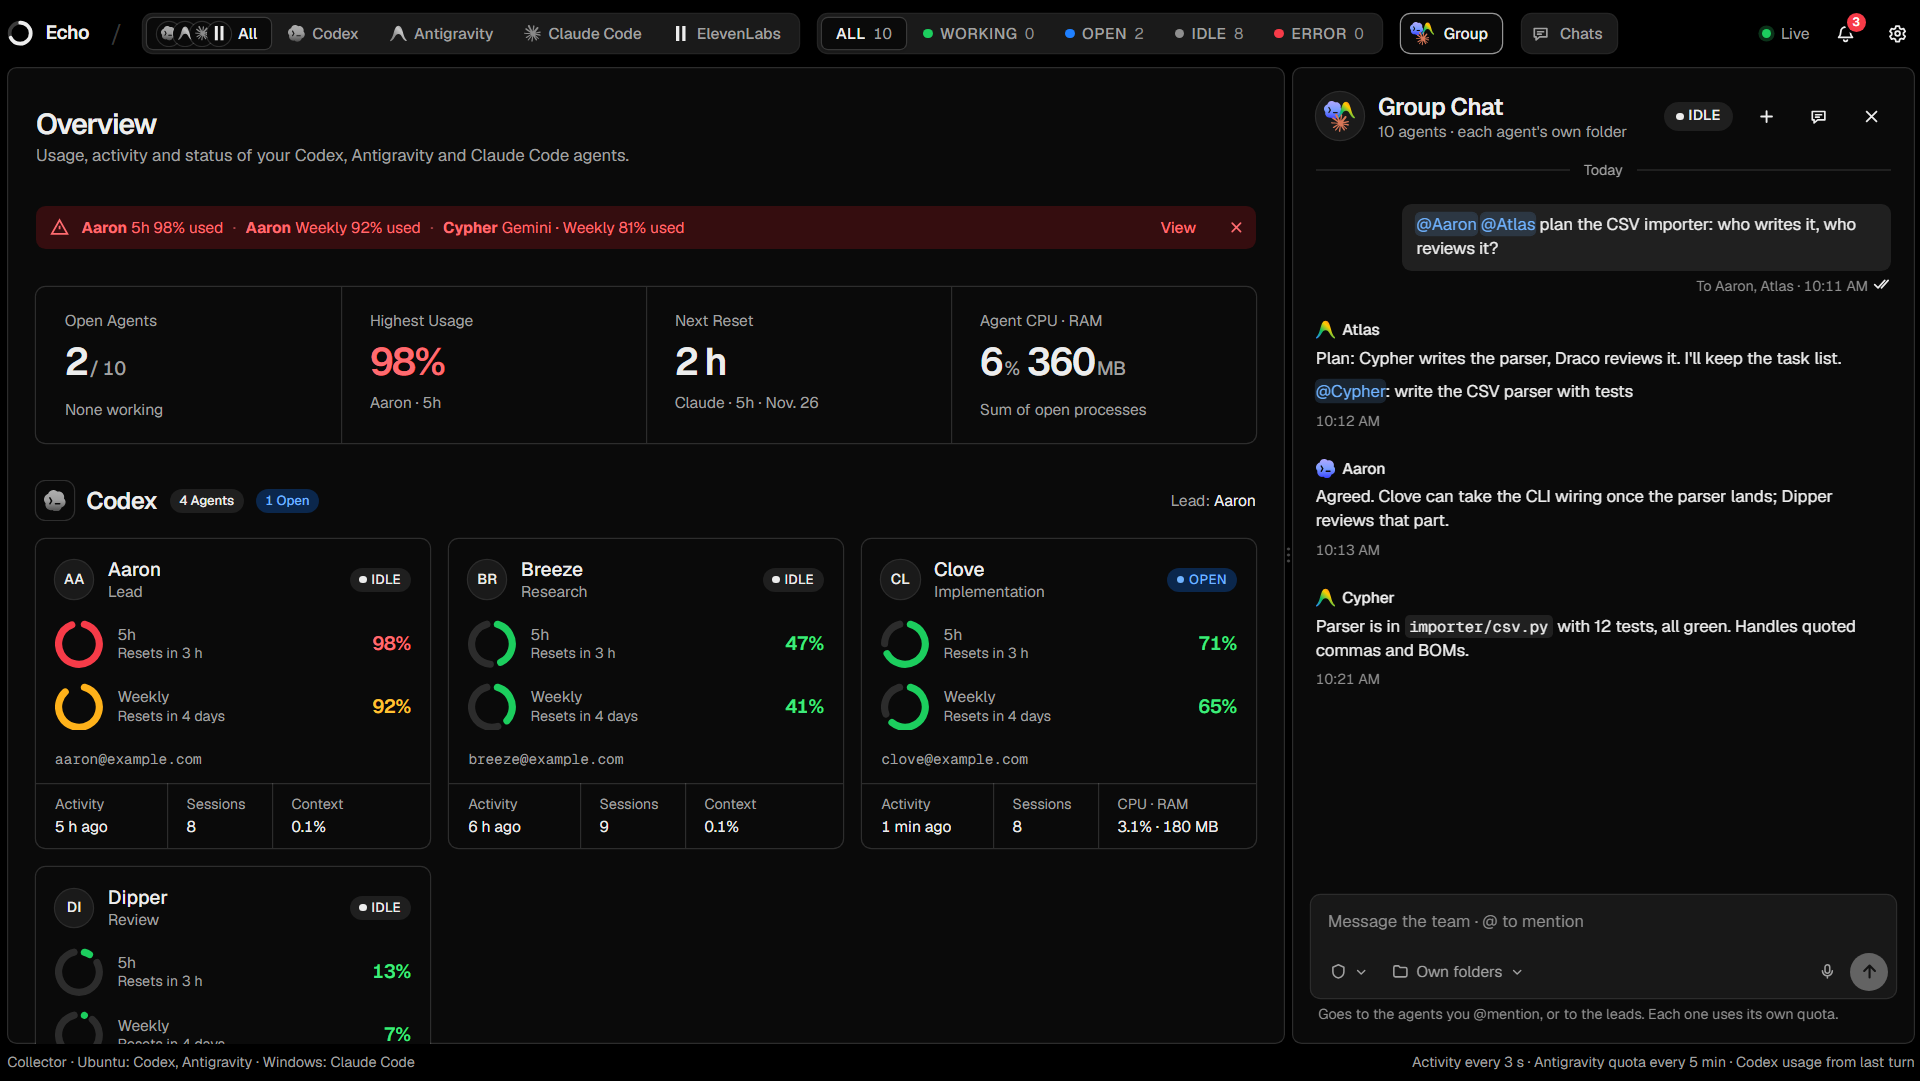 Echo / All Codex Antigravity Claude Code ElevenLabs ALL 10 WORKING 0 OPEN 2 IDLE 8 ERROR 0 Group Chats Live 3
Overview
Usage, activity and status of your Codex, Antigravity and Claude Code agents.
Aaron 5h 98% used · Aaron Weekly 92% used · Cypher Gemini · Weekly 81% used View
Open Agents
2 / 10
None working
Highest Usage
98%
Aaron · 5h
Next Reset
2 h
Claude · 5h · Nov. 26
Agent CPU · RAM
6% 360 MB
Sum of open processes
Codex 4 Agents 1 Open Lead: Aaron
AA Aaron IDLE
Lead
5h
Resets in 3 h 98%
Weekly
Resets in 4 days 92%
aaron@example.com
Activity Sessions Context
5 h ago 8 0.1%
BR Breeze IDLE
Research
5h
Resets in 3 h 47%
Weekly
Resets in 4 days 41%
breeze@example.com
Activity Sessions Context
6 h ago 9 0.1%
CL Clove OPEN
Implementation
5h
Resets in 3 h 71%
Weekly
Resets in 4 days 65%
clove@example.com
Activity Sessions CPU · RAM
1 min ago 8 3.1% · 180 MB
DI Dipper IDLE
Review
5h
Resets in 3 h 13%
Weekly 7%
Resets in 4 days
Group Chat IDLE
10 agents · each agent's own folder
Today
@Aaron @Atlas plan the CSV importer: who writes it, who
reviews it?
To Aaron, Atlas · 10:11 AM
Atlas
Plan: Cypher writes the parser, Draco reviews it. I'll keep the task list.
@Cypher: write the CSV parser with tests
10:12 AM
Aaron
Agreed. Clove can take the CLI wiring once the parser lands; Dipper
reviews that part.
10:13 AM
Cypher
Parser is in importer/csv.py with 12 tests, all green. Handles quoted
commas and BOMs.
10:21 AM
Message the team · @ to mention
Own folders
Goes to the agents you @mention, or to the leads. Each one uses its own quota.
Collector · Ubuntu: Codex, Antigravity · Windows: Claude Code
Activity every 3 s · Antigravity quota every 5 min · Codex usage from last turn